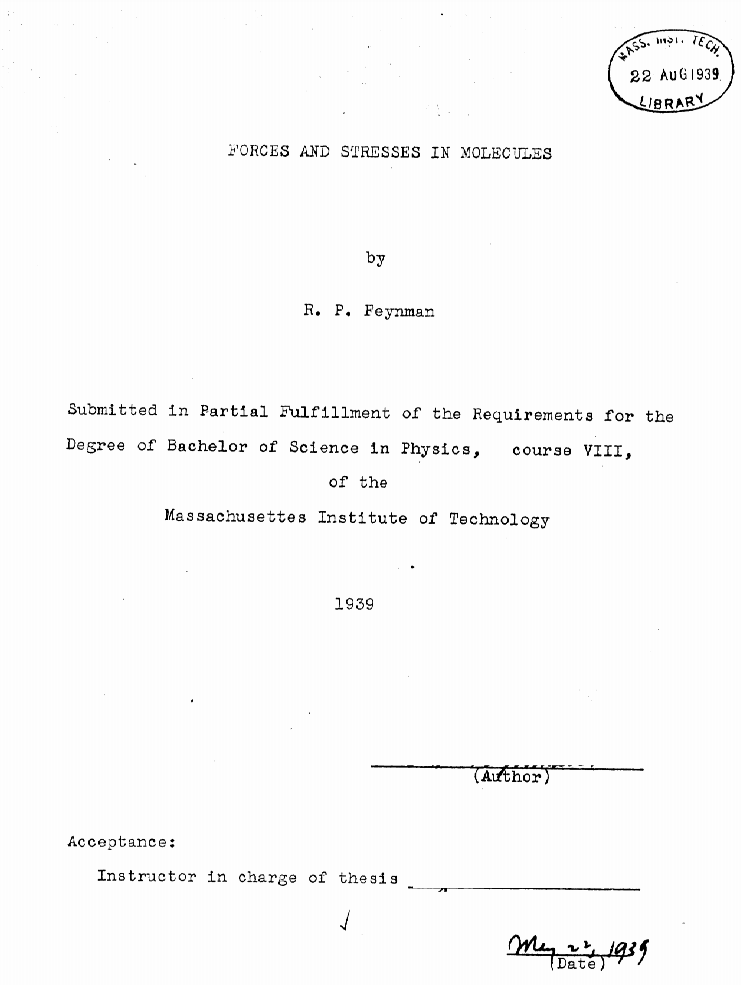 MASS. INST. TECH.
22 AUG 1939
LIBRARY
FORCES AND STRESSES IN MOLECULES
by
R. P. Feynman
Submitted in Partial Fulfillment of the Requirements for the
Degree of Bachelor of Science in Physics, course VIII,
of the
Massachusettes Institute of Technology
1939
(Author)
Acceptance:
Instructor in charge of thesis
May 22, 1939
(Date)